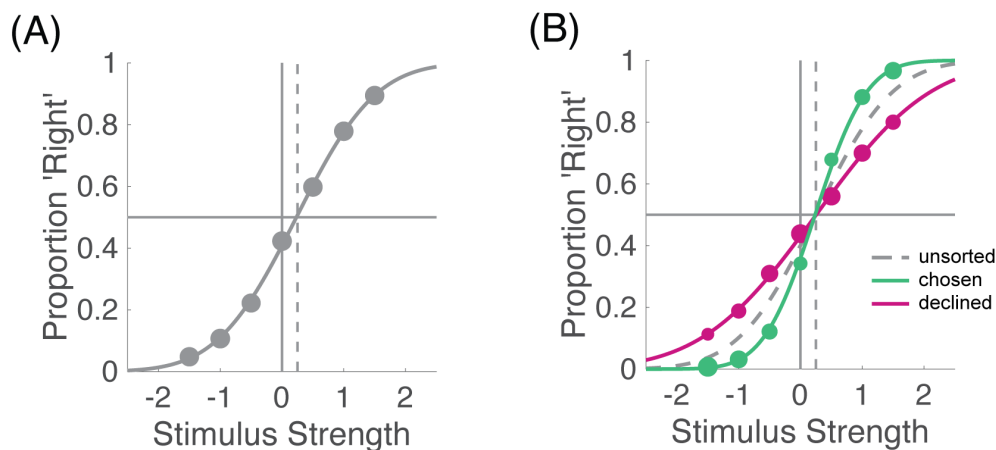 (A)
1
0.8
0.6
0.4
0.2
0
Proportion 'Right'
-2 -1 0 1 2
Stimulus Strength
(B)
1
0.8
0.6
0.4
0.2
0
Proportion 'Right'
unsorted
chosen
declined
-2 -1 0 1 2
Stimulus Strength